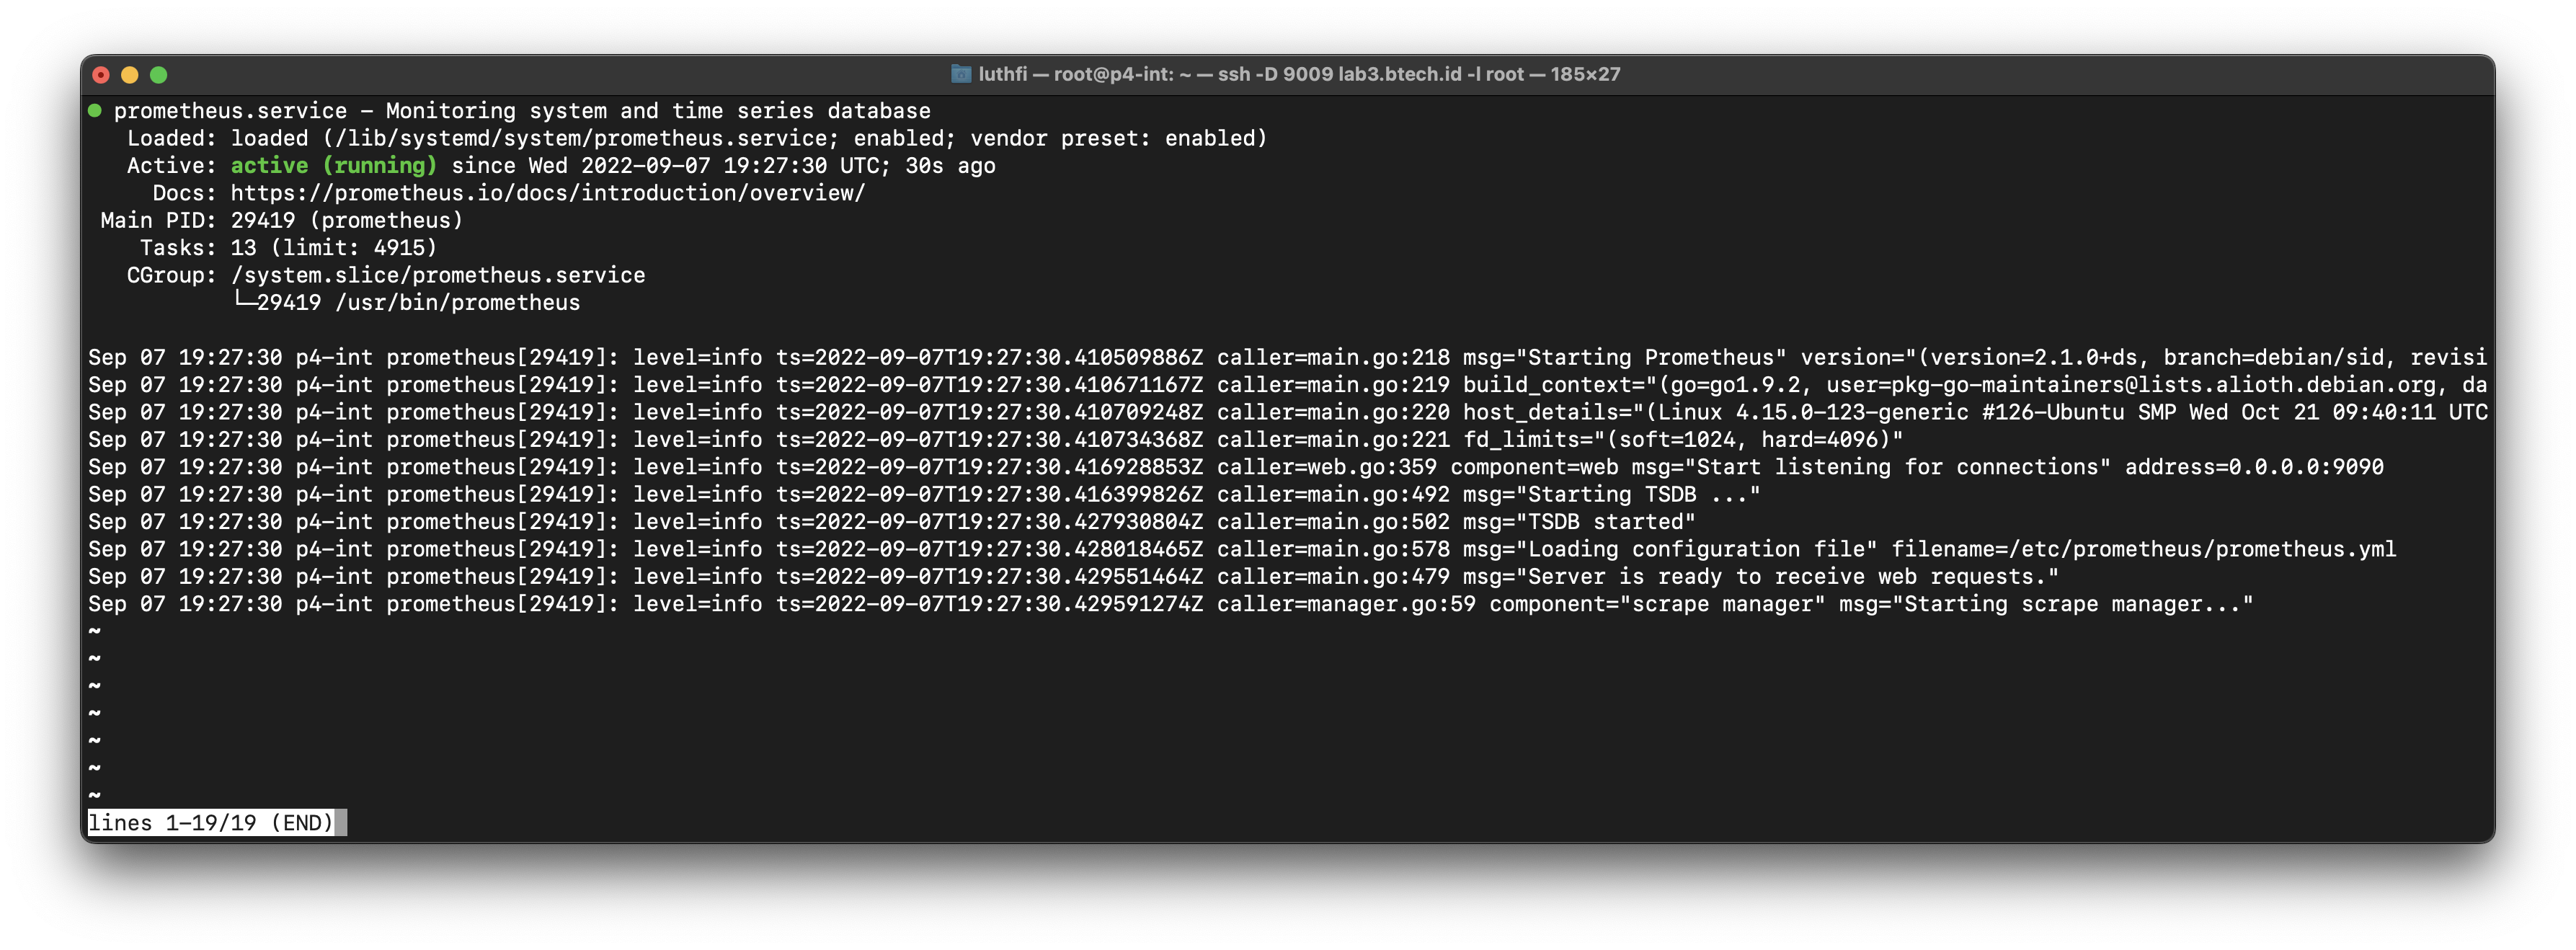 luthfi — root@p4-int: ~ — ssh -D 9009 lab3.btech.id -l root — 185×27
● prometheus.service - Monitoring system and time series database
   Loaded: loaded (/lib/systemd/system/prometheus.service; enabled; vendor preset: enabled)
   Active: active (running) since Wed 2022-09-07 19:27:30 UTC; 30s ago
     Docs: https://prometheus.io/docs/introduction/overview/
 Main PID: 29419 (prometheus)
    Tasks: 13 (limit: 4915)
   CGroup: /system.slice/prometheus.service
           └─29419 /usr/bin/prometheus
Sep 07 19:27:30 p4-int prometheus[29419]: level=info ts=2022-09-07T19:27:30.410509886Z caller=main.go:218 msg="Starting Prometheus" version="(version=2.1.0+ds, branch=debian/sid, revisi
Sep 07 19:27:30 p4-int prometheus[29419]: level=info ts=2022-09-07T19:27:30.410671167Z caller=main.go:219 build_context="(go=go1.9.2, user=pkg-go-maintainers@lists.alioth.debian.org, da
Sep 07 19:27:30 p4-int prometheus[29419]: level=info ts=2022-09-07T19:27:30.410709248Z caller=main.go:220 host_details="(Linux 4.15.0-123-generic #126-Ubuntu SMP Wed Oct 21 09:40:11 UTC
Sep 07 19:27:30 p4-int prometheus[29419]: level=info ts=2022-09-07T19:27:30.410734368Z caller=main.go:221 fd_limits="(soft=1024, hard=4096)"
Sep 07 19:27:30 p4-int prometheus[29419]: level=info ts=2022-09-07T19:27:30.416928853Z caller=web.go:359 component=web msg="Start listening for connections" address=0.0.0.0:9090
Sep 07 19:27:30 p4-int prometheus[29419]: level=info ts=2022-09-07T19:27:30.416399826Z caller=main.go:492 msg="Starting TSDB ..."
Sep 07 19:27:30 p4-int prometheus[29419]: level=info ts=2022-09-07T19:27:30.427930804Z caller=main.go:502 msg="TSDB started"
Sep 07 19:27:30 p4-int prometheus[29419]: level=info ts=2022-09-07T19:27:30.428018465Z caller=main.go:578 msg="Loading configuration file" filename=/etc/prometheus/prometheus.yml
Sep 07 19:27:30 p4-int prometheus[29419]: level=info ts=2022-09-07T19:27:30.429551464Z caller=main.go:479 msg="Server is ready to receive web requests."
Sep 07 19:27:30 p4-int prometheus[29419]: level=info ts=2022-09-07T19:27:30.429591274Z caller=manager.go:59 component="scrape manager" msg="Starting scrape manager..."
~
~
~
~
~
~
~
lines 1-19/19 (END)